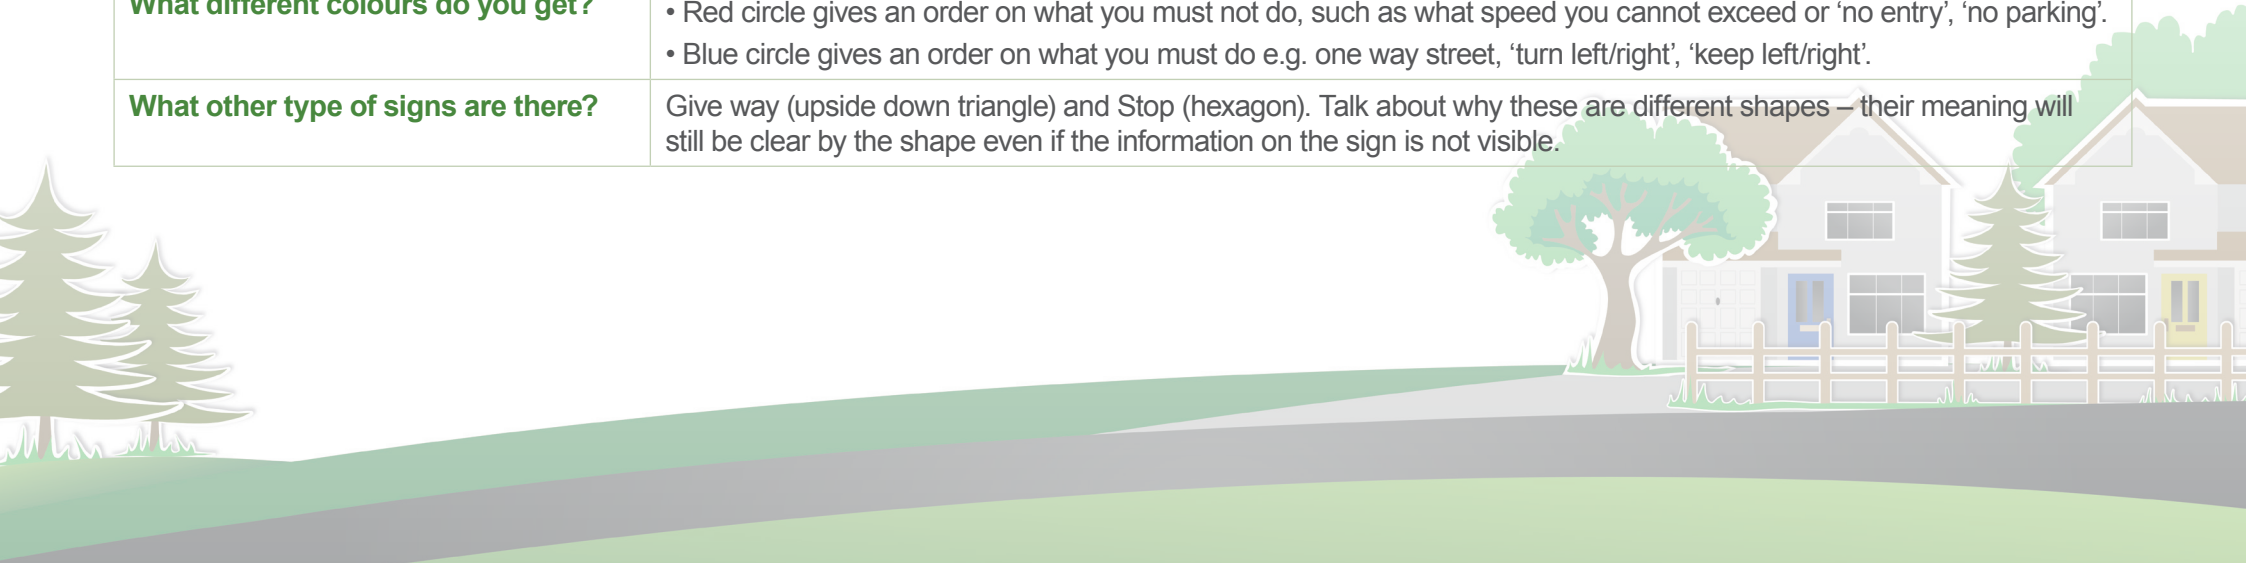 What different colours do you get?
• Red circle gives an order on what you must not do, such as what speed you cannot exceed or ‘no entry’, ‘no parking’.
• Blue circle gives an order on what you must do e.g. one way street, ‘turn left/right’, ‘keep left/right’.
What other type of signs are there?
Give way (upside down triangle) and Stop (hexagon). Talk about why these are different shapes – their meaning will
still be clear by the shape even if the information on the sign is not visible.